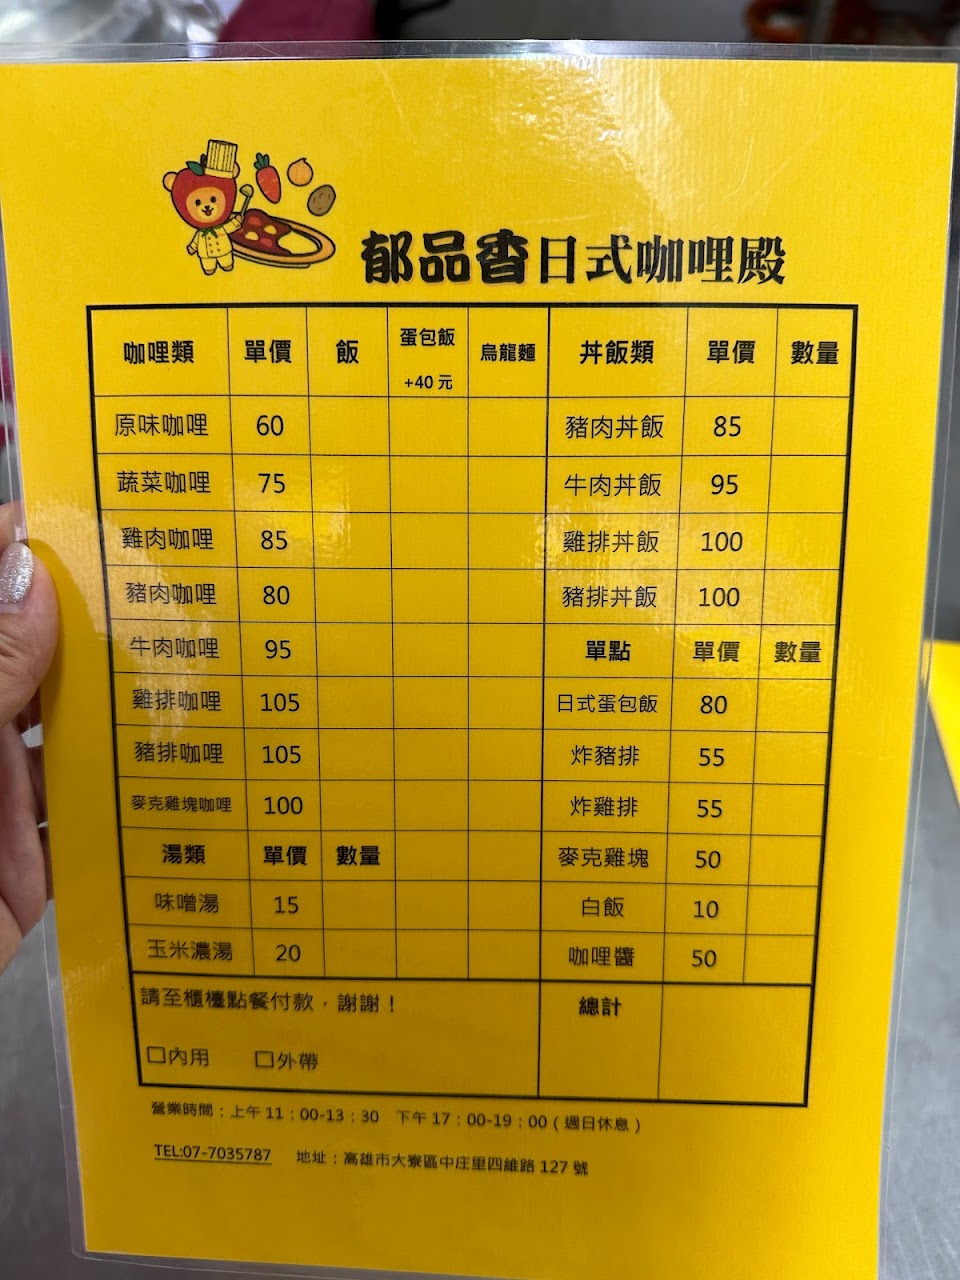 郁品香日式咖哩殿
咖哩類 單價 飯 蛋包飯 +40 元 烏龍麵 丼飯類 單價 數量
原味咖哩 60 豬肉丼飯 85
蔬菜咖哩 75 牛肉丼飯 95
雞肉咖哩 85 雞排丼飯 100
豬肉咖哩 80 豬排丼飯 100
牛肉咖哩 95 單點 單價 數量
雞排咖哩 105 日式蛋包飯 80
豬排咖哩 105 炸豬排 55
麥克雞塊咖哩 100 炸雞排 55
湯類 單價 數量 麥克雞塊 50
味噌湯 15 白飯 10
玉米濃湯 20 咖哩醬 50
請至櫃檯點餐付款，謝謝！ 總計
□內用 □外帶
營業時間：上午 11：00-13：30 下午 17：00-19：00（週日休息）
TEL:07-7035787 地址：高雄市大寮區中庄里四維路 127 號